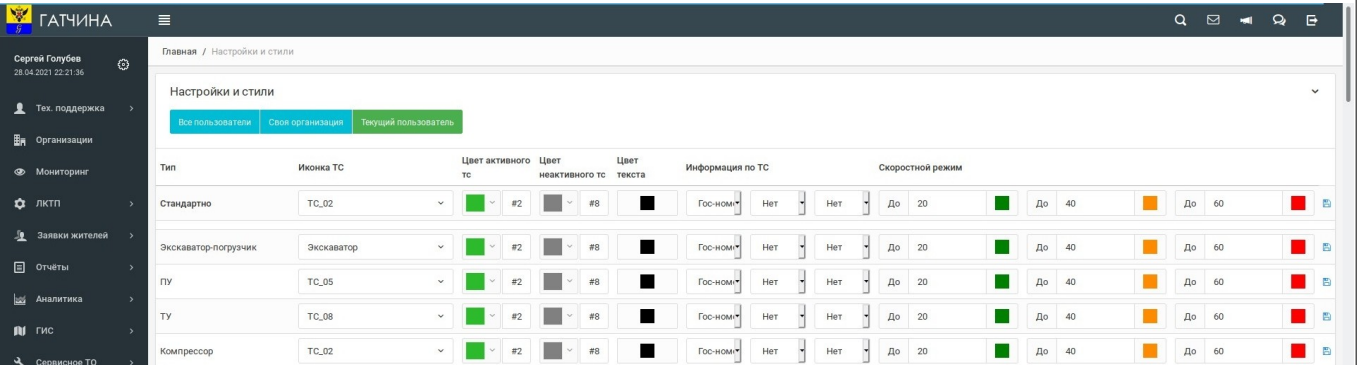 ГАТЧИНА
Сергей Голубев
28.04.2021 22:21:36
Тех. поддержка
Организации
Мониторинг
ЛКТП
Заявки жителей
Отчёты
Аналитика
ГИС
Сервисное ТО
Главная / Настройки и стили
Настройки и стили
Все пользователи Своя организация Текущий пользователь
Тип Иконка ТС Цвет активного тс Цвет неактивного тс Цвет текста Информация по ТС Скоростной режим
Стандартно ТС_02 #2 #8 Гос-ном Нет Нет До 20 До 40 До 60
Экскаватор-погрузчик Экскаватор #2 #8 Гос-ном Нет Нет До 20 До 40 До 60
ПУ ТС_05 #2 #8 Гос-ном Нет Нет До 20 До 40 До 60
ТУ ТС_08 #2 #8 Гос-ном Нет Нет До 20 До 40 До 60
Компрессор ТС_02 #2 #8 Гос-ном Нет Нет До 20 До 40 До 60